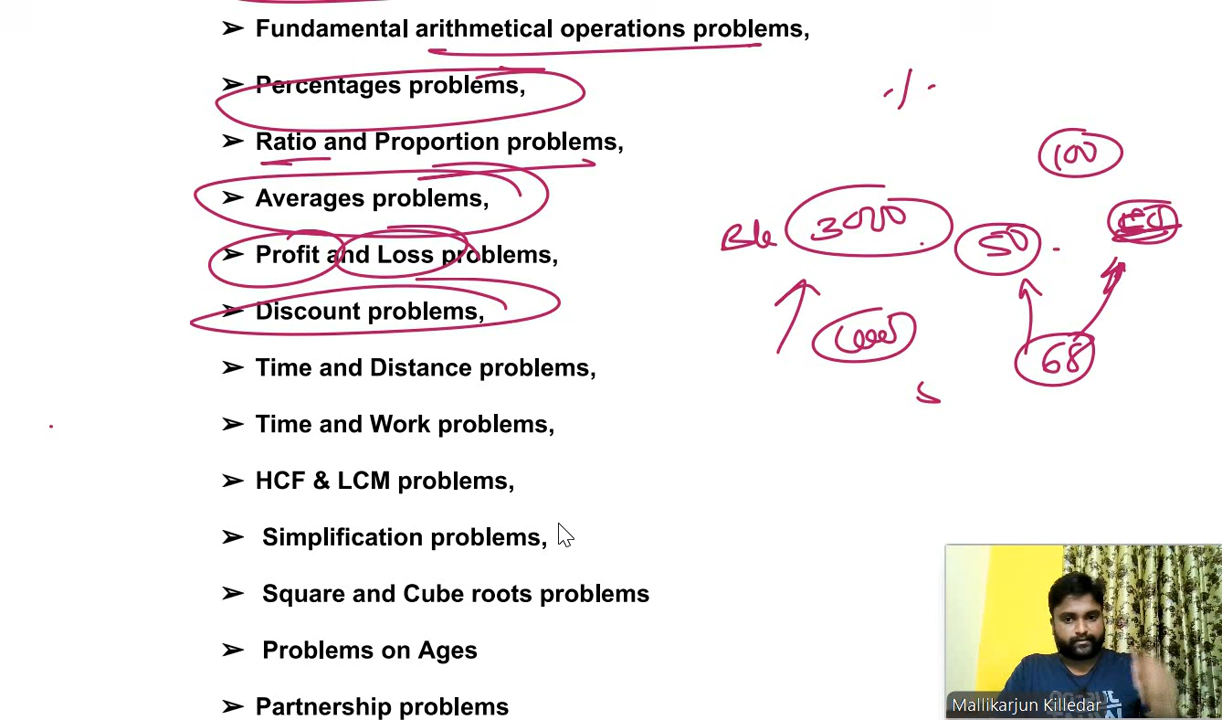 ➢ Fundamental arithmetical operations problems,
➢ Percentages problems,
➢ Ratio and Proportion problems,
➢ Averages problems,
➢ Profit and Loss problems,
➢ Discount problems,
➢ Time and Distance problems,
➢ Time and Work problems,
➢ HCF & LCM problems,
➢ Simplification problems,
➢ Square and Cube roots problems
➢ Problems on Ages
➢ Partnership problems
100
3000
50
68
Mallikarjun Killedar